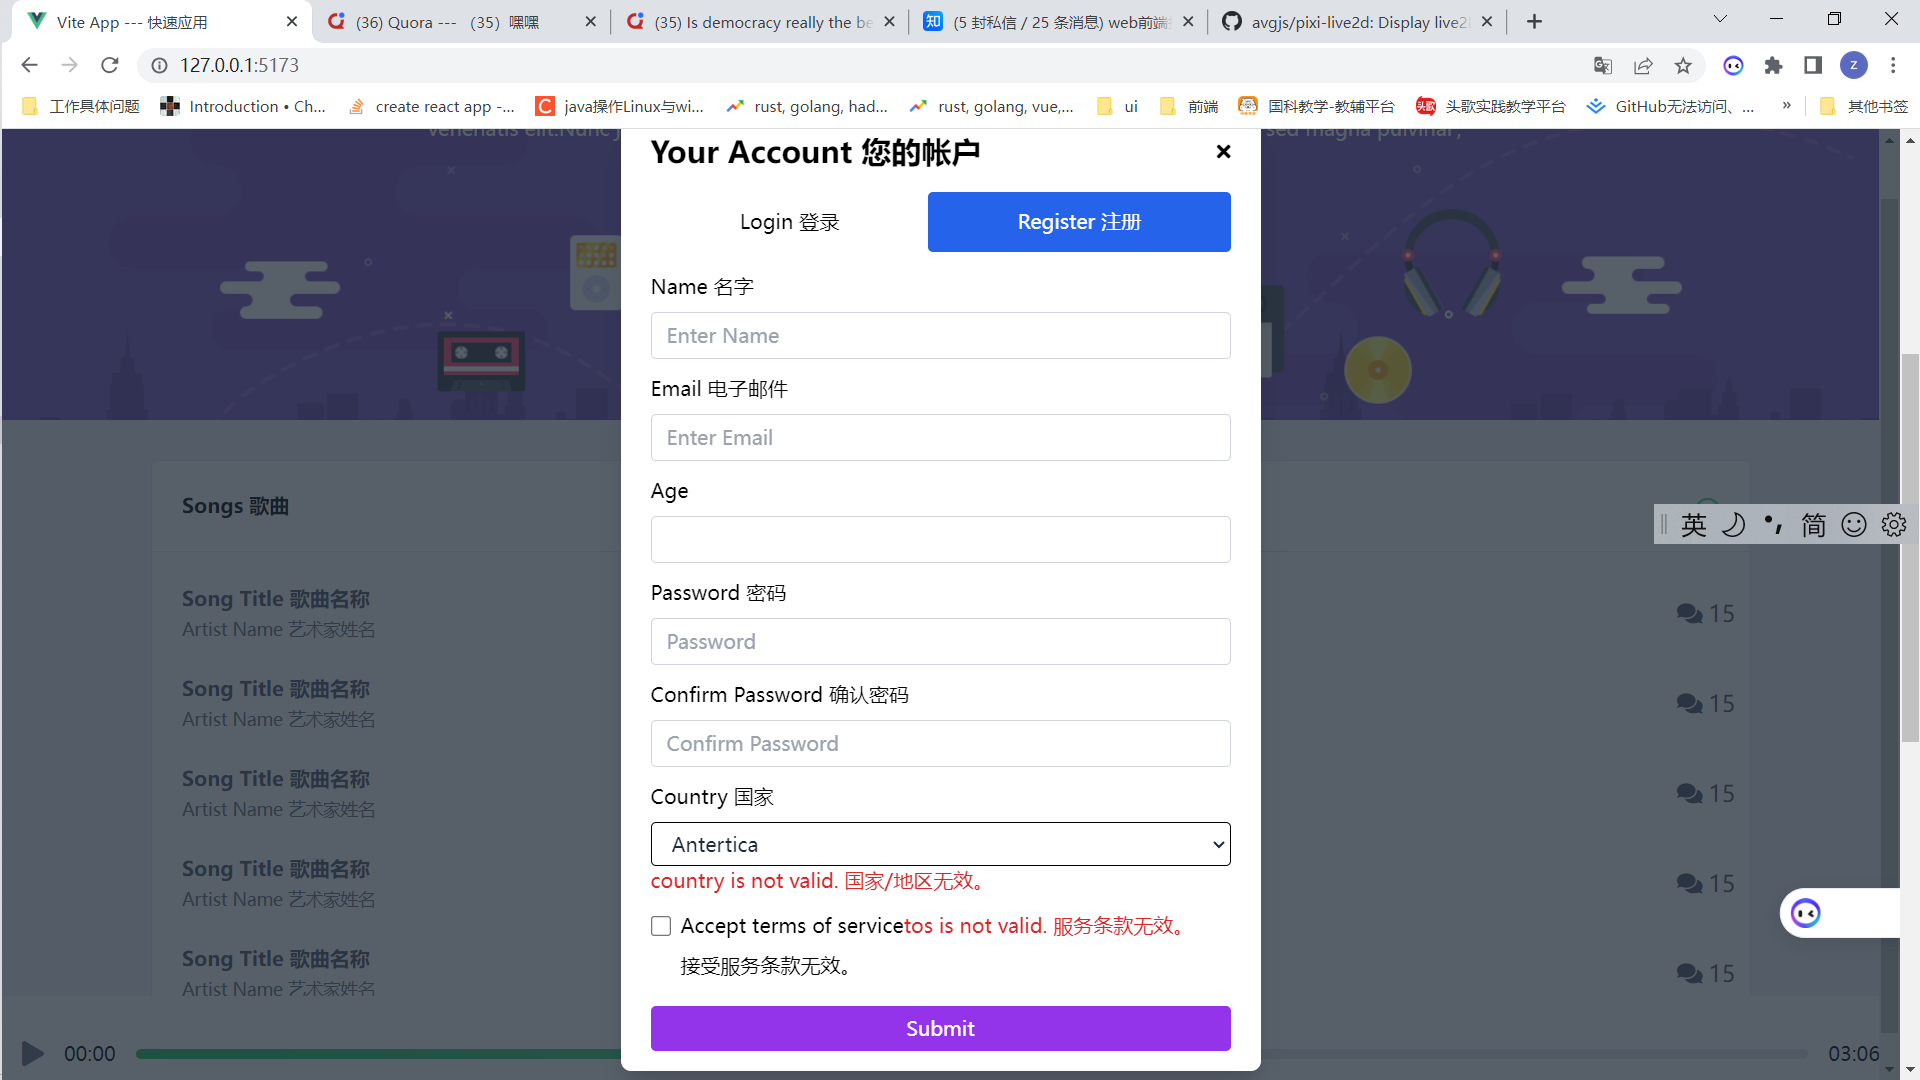 Vite App --- 快速应用
(36) Quora --- （35）嘿嘿
(35) Is democracy really the be
(5 封私信 / 25 条消息) web前端
avgjs/pixi-live2d: Display live2
127.0.0.1:5173
z
工作具体问题
Introduction • Ch...
create react app -...
java操作Linux与wi...
rust, golang, had...
rust, golang, vue,...
ui
前端
国科教学-教辅平台
头歌实践教学平台
GitHub无法访问、...
»
其他书签
sed magna pulvinar,
Your Account 您的帐户
Login 登录
Register 注册
Name 名字
Enter Name
Email 电子邮件
Enter Email
Age
Password 密码
Password
Confirm Password 确认密码
Confirm Password
Country 国家
Antertica
country is not valid. 国家/地区无效。
Accept terms of servicetos is not valid. 服务条款无效。
接受服务条款无效。
Submit
Songs 歌曲
Song Title 歌曲名称
Artist Name 艺术家姓名
15
Song Title 歌曲名称
Artist Name 艺术家姓名
15
Song Title 歌曲名称
Artist Name 艺术家姓名
15
Song Title 歌曲名称
Artist Name 艺术家姓名
15
Song Title 歌曲名称
Artist Name 艺术家姓名
15
英
简
00:00
03:06